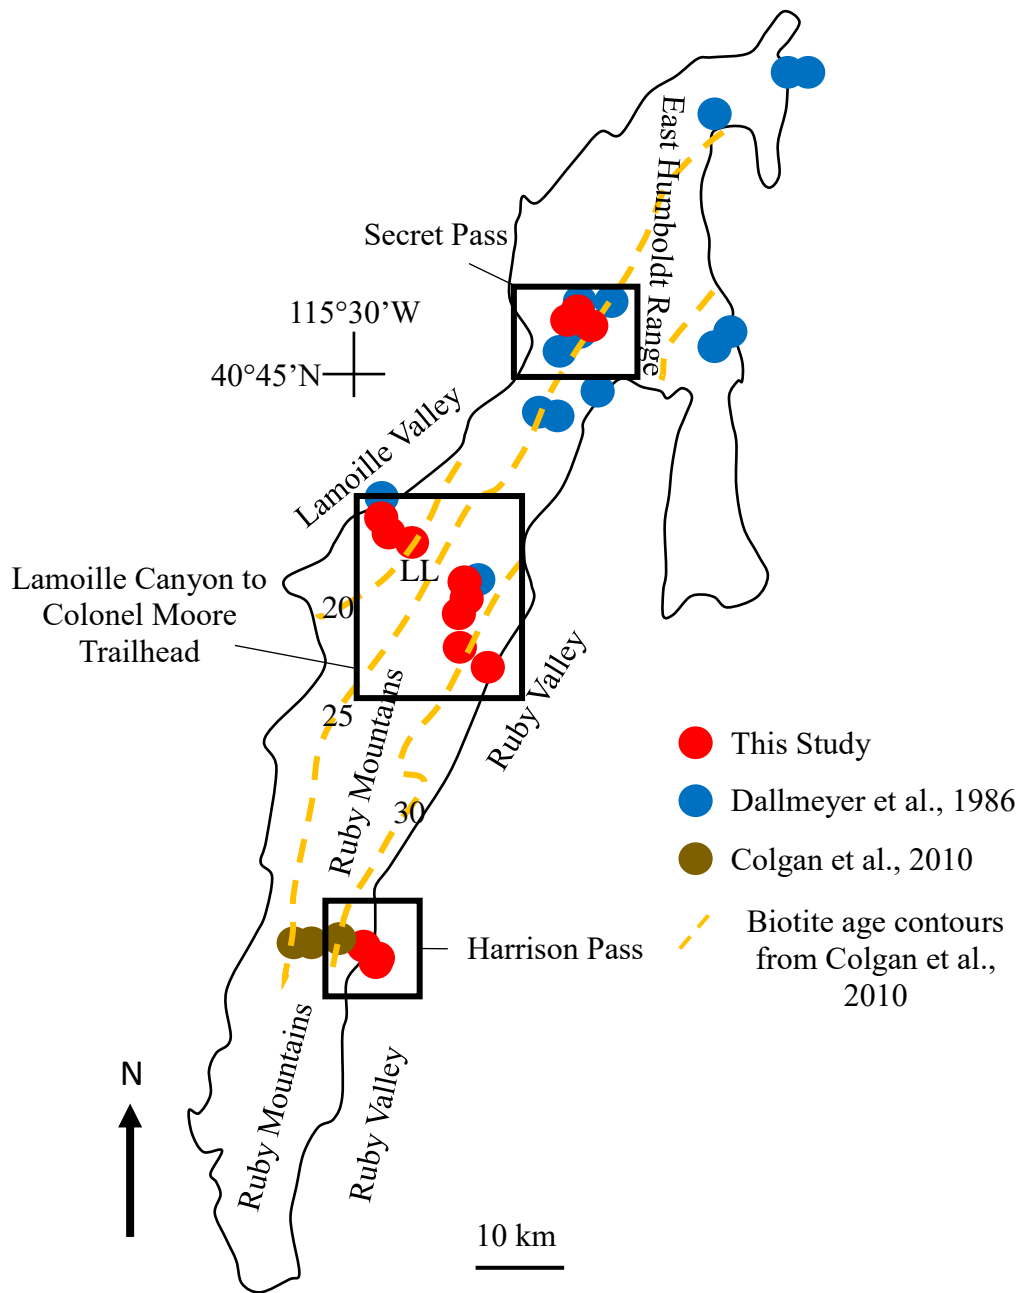 East Humboldt Range
Secret Pass
115°30’W
40°45’N
Lamoille Valley
LL
Lamoille Canyon to
Colonel Moore
Trailhead
20
25
Ruby Mountains
Ruby Valley
30
This Study
Dallmeyer et al., 1986
Colgan et al., 2010
Biotite age contours
from Colgan et al.,
2010
Harrison Pass
Ruby Mountains
Ruby Valley
N
10 km